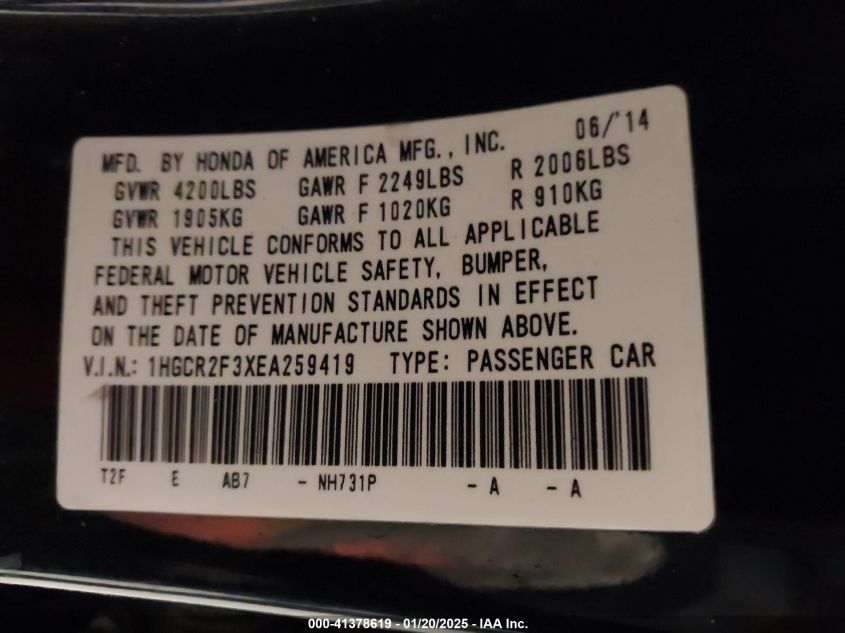 MFD. BY HONDA OF AMERICA MFG., INC. 06/'14
GVWR 4200LBS GAWR F 2249LBS R 2006LBS
GVWR 1905KG GAWR F 1020KG R 910KG
THIS VEHICLE CONFORMS TO ALL APPLICABLE
FEDERAL MOTOR VEHICLE SAFETY, BUMPER,
AND THEFT PREVENTION STANDARDS IN EFFECT
ON THE DATE OF MANUFACTURE SHOWN ABOVE.
V.I.N.: 1HGCR2F3XEA259419 TYPE: PASSENGER CAR
T2F E AB7 - NH731P - A - A
000-41378619 - 01/20/2025 - IAA Inc.